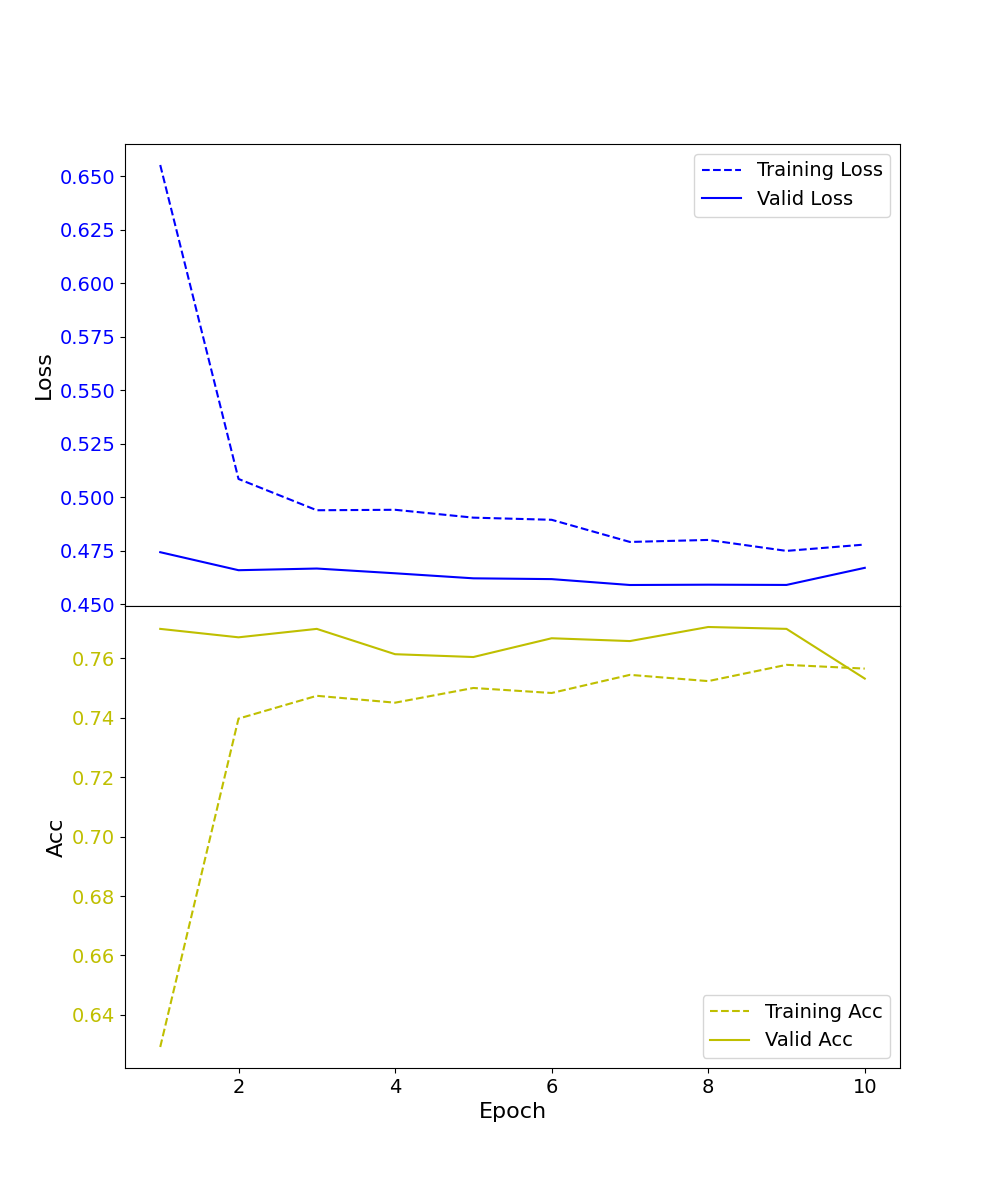 0.650
0.625
0.600
0.575
0.550
0.525
0.500
0.475
0.450
Loss
Training Loss
Valid Loss
0.76
0.74
0.72
0.70
0.68
0.66
0.64
Acc
Training Acc
Valid Acc
2 4 6 8 10
Epoch